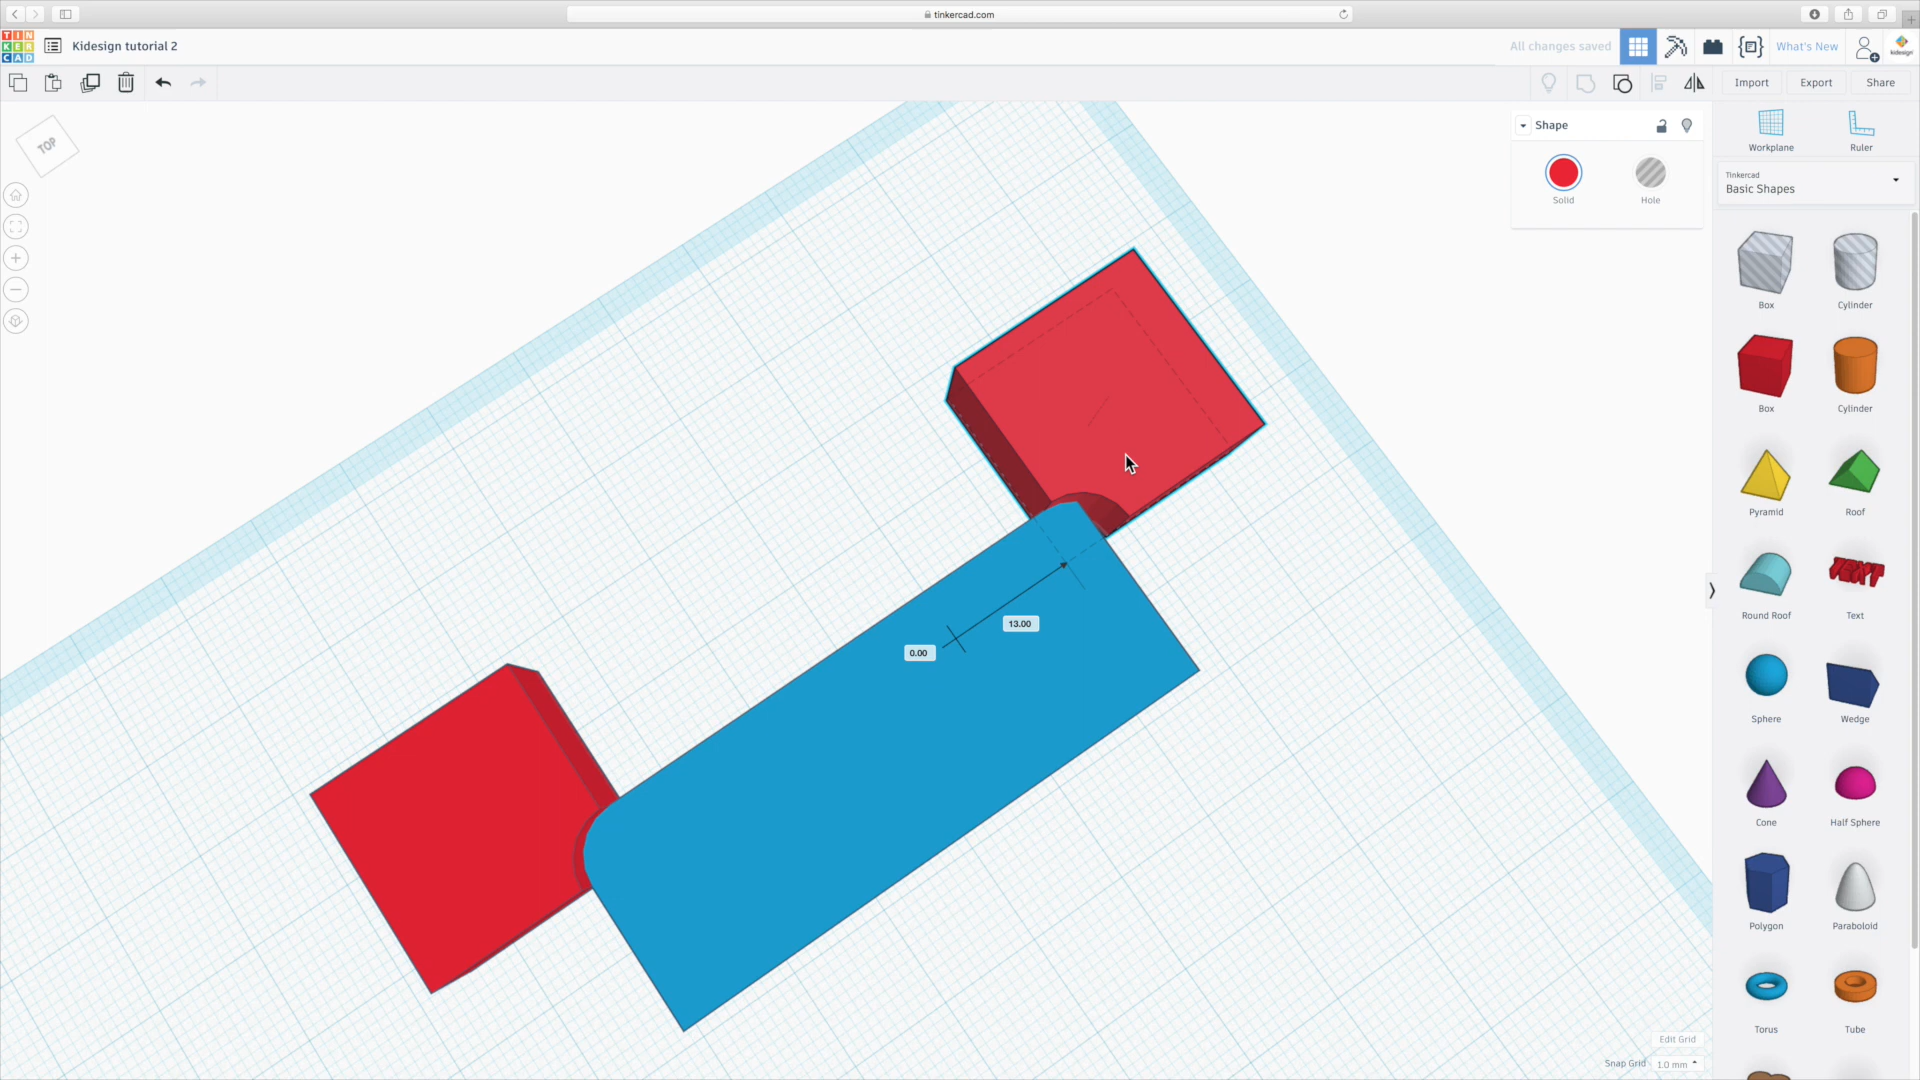 tinkercad.com
TIN
KER
CAD
Kidesign tutorial 2
All changes saved
What's New
kidesign
Import
Export
Share
TOP
Shape
Solid
Hole
Workplane
Ruler
Tinkercad
Basic Shapes
Box
Cylinder
Box
Cylinder
Pyramid
Roof
TEXT
Round Roof
Text
13.00
0.00
Sphere
Wedge
Cone
Half Sphere
Polygon
Paraboloid
Torus
Tube
Edit Grid
Snap Grid
1.0 mm